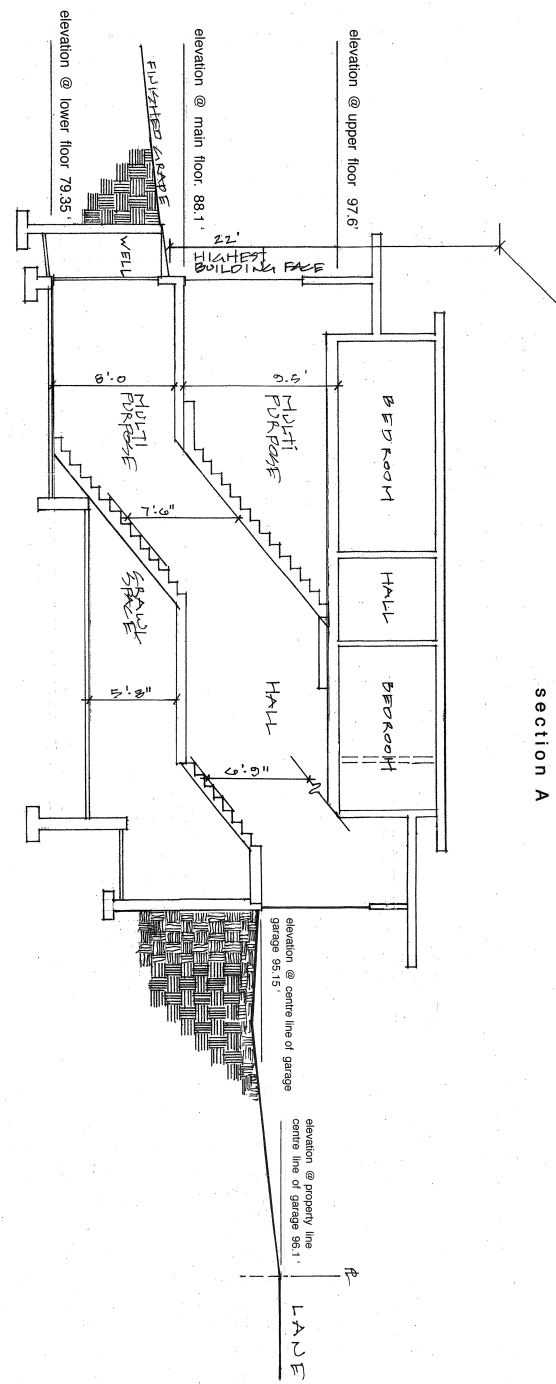 section A
elevation @ upper floor 97.6'
elevation @ main floor. 88.1'
FINISHED GRADE
elevation @ lower floor 79.35'
22'
HIGHEST
BUILDING FACE
WELL
BEDROOM
HALL
BEDROOM
9.5'
MULTI
PURPOSE
8'.0
MULTI
PURPOSE
7'.6"
CRAWL
SPACE
5'.8"
HALL
6'.9"
elevation @ centre line of garage
garage 95.15'
elevation @ property line
centre line of garage 96.1'
PL
LANE